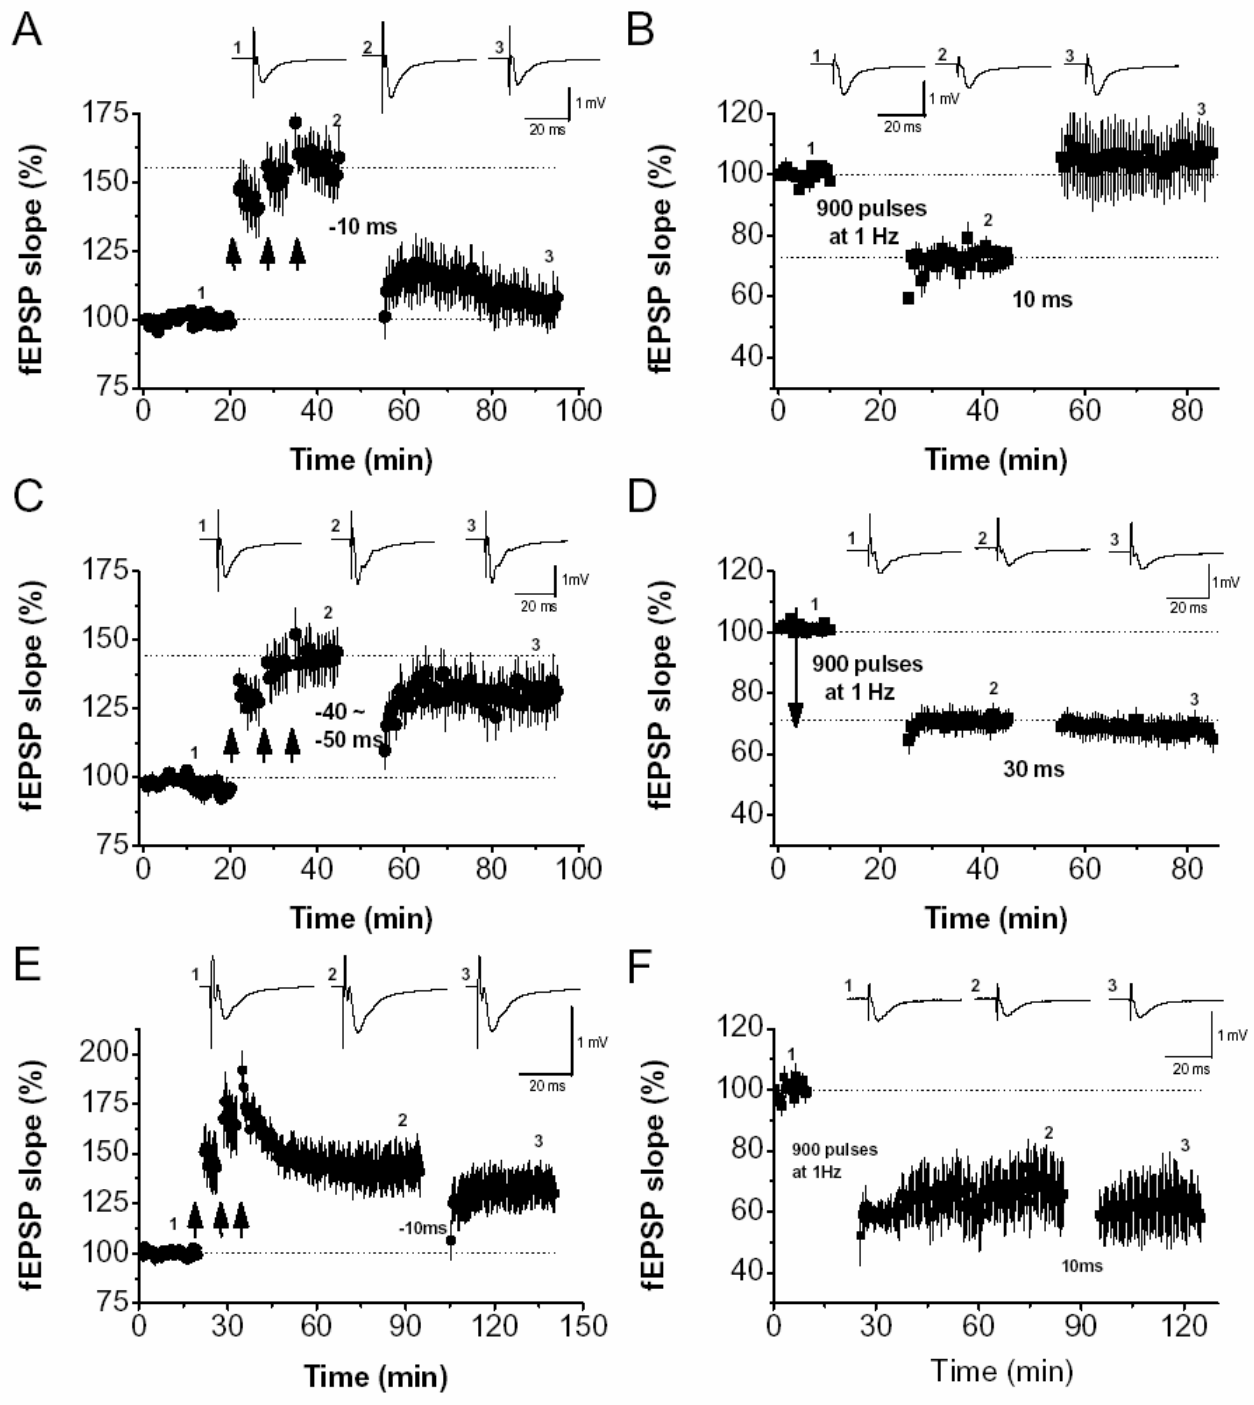 A
1 2 3
1 mV
20 ms
fEPSP slope (%)
175
150
125
100
75
1
2
3
-10 ms
0 20 40 60 80 100
Time (min)
B
1 2 3
1 mV
20 ms
fEPSP slope (%)
120
100
80
60
40
1
2
3
900 pulses
at 1 Hz
10 ms
0 20 40 60 80
Time (min)
C
1 2 3
1mV
20 ms
fEPSP slope (%)
175
150
125
100
75
1
2
3
-40 ~
-50 ms
0 20 40 60 80 100
Time (min)
D
1 2 3
1mV
20 ms
fEPSP slope (%)
120
100
80
60
40
1
2
3
900 pulses
at 1 Hz
30 ms
0 20 40 60 80
Time (min)
E
1 2 3
1 mV
20 ms
fEPSP slope (%)
200
175
150
125
100
75
1
2
3
-10ms
0 30 60 90 120 150
Time (min)
F
1 2 3
1 mV
20 ms
fEPSP slope (%)
120
100
80
60
40
1
2
3
900 pulses
at 1Hz
10ms
0 30 60 90 120
Time (min)